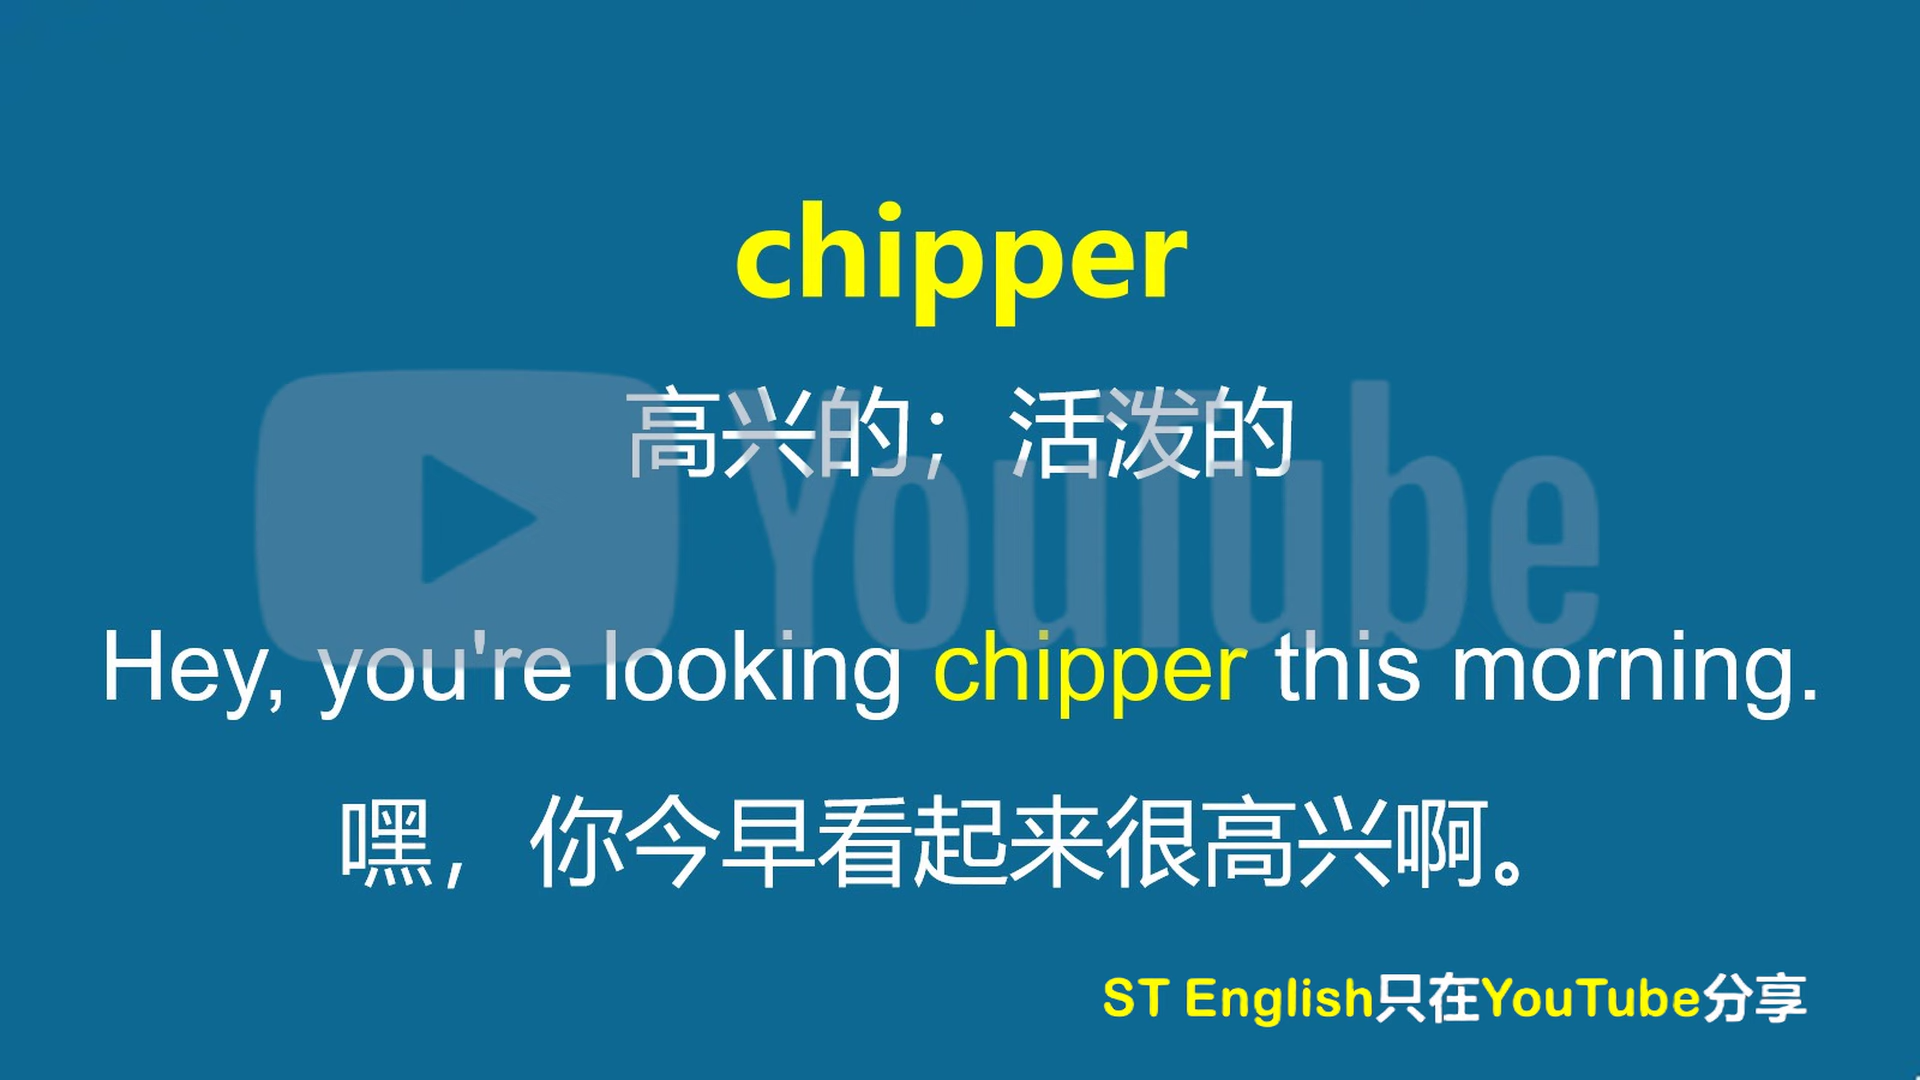 chipper
高兴的；活泼的
YouTube
Hey, you're looking chipper this morning.
嘿，你今早看起来很高兴啊。
ST English只在YouTube分享